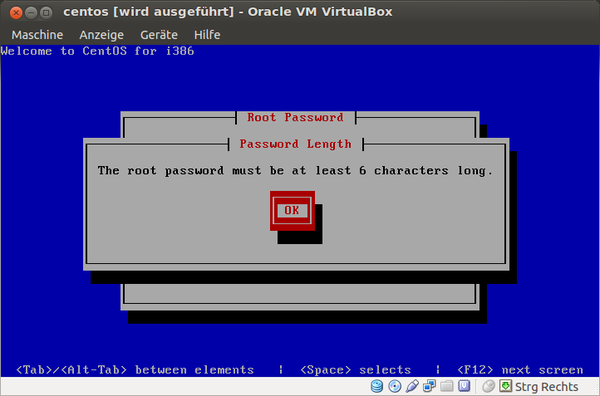 centos [wird ausgeführt] - Oracle VM VirtualBox
Maschine Anzeige Geräte Hilfe
Welcome to CentOS for i386
Root Password
Password Length
The root password must be at least 6 characters long.
OK
<Tab>/<Alt-Tab> between elements | <Space> selects | <F12> next screen
Strg Rechts